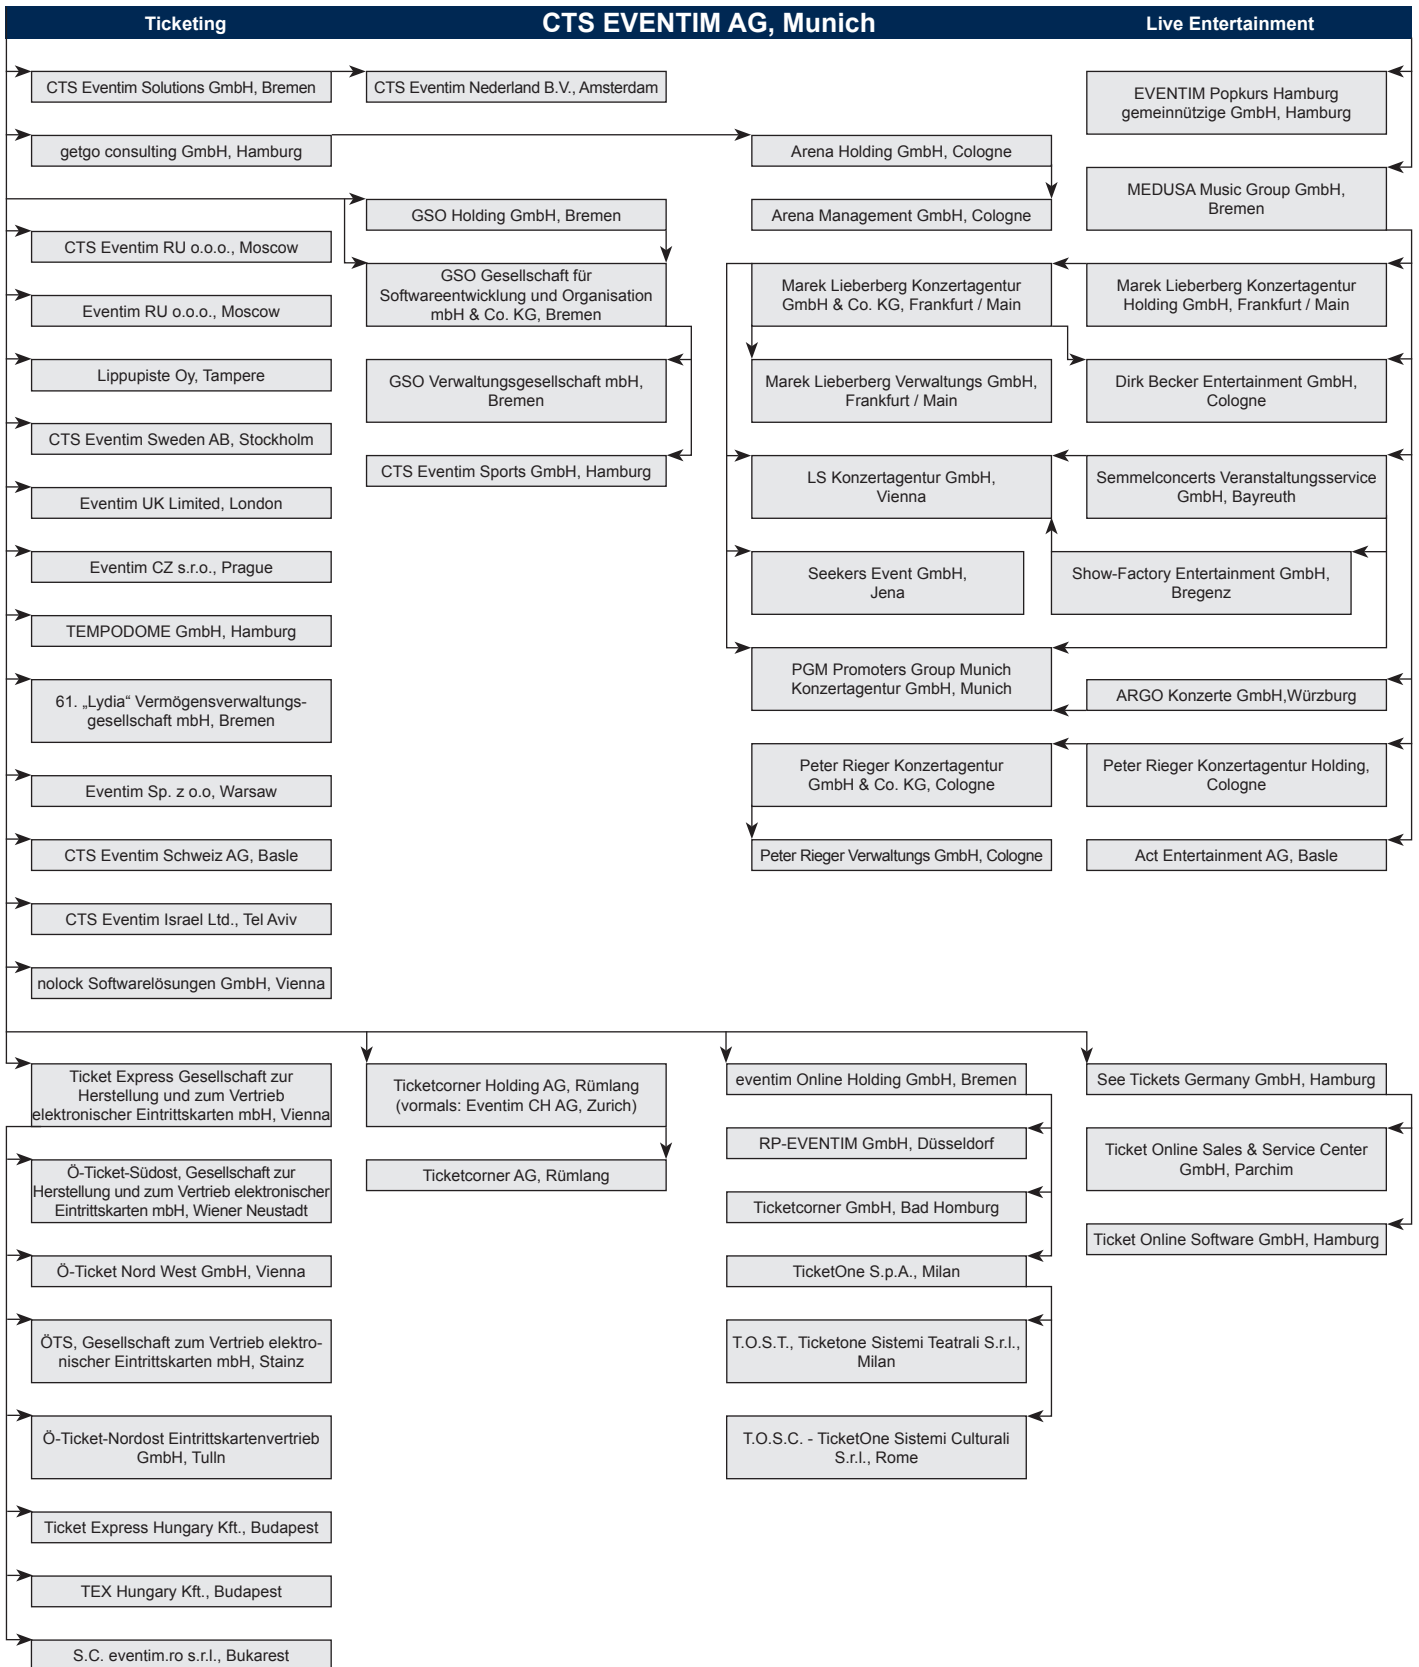 Ticketing
CTS EVENTIM AG, Munich
Live Entertainment
CTS Eventim Solutions GmbH, Bremen
CTS Eventim Nederland B.V., Amsterdam
EVENTIM Popkurs Hamburg
gemeinnützige GmbH, Hamburg
getgo consulting GmbH, Hamburg
Arena Holding GmbH, Cologne
MEDUSA Music Group GmbH,
Bremen
GSO Holding GmbH, Bremen
Arena Management GmbH, Cologne
CTS Eventim RU o.o.o., Moscow
GSO Gesellschaft für
Softwareentwicklung und Organisation
mbH & Co. KG, Bremen
Marek Lieberberg Konzertagentur
GmbH & Co. KG, Frankfurt / Main
Marek Lieberberg Konzertagentur
Holding GmbH, Frankfurt / Main
Eventim RU o.o.o., Moscow
Lippupiste Oy, Tampere
GSO Verwaltungsgesellschaft mbH,
Bremen
Marek Lieberberg Verwaltungs GmbH,
Frankfurt / Main
Dirk Becker Entertainment GmbH,
Cologne
CTS Eventim Sweden AB, Stockholm
CTS Eventim Sports GmbH, Hamburg
LS Konzertagentur GmbH,
Vienna
Semmelconcerts Veranstaltungsservice
GmbH, Bayreuth
Eventim UK Limited, London
Eventim CZ s.r.o., Prague
Seekers Event GmbH,
Jena
Show-Factory Entertainment GmbH,
Bregenz
TEMPODOME GmbH, Hamburg
PGM Promoters Group Munich
Konzertagentur GmbH, Munich
61. „Lydia“ Vermögensverwaltungs-
gesellschaft mbH, Bremen
ARGO Konzerte GmbH,Würzburg
Eventim Sp. z o.o, Warsaw
Peter Rieger Konzertagentur
GmbH & Co. KG, Cologne
Peter Rieger Konzertagentur Holding,
Cologne
CTS Eventim Schweiz AG, Basle
Peter Rieger Verwaltungs GmbH, Cologne
Act Entertainment AG, Basle
CTS Eventim Israel Ltd., Tel Aviv
nolock Softwarelösungen GmbH, Vienna
Ticket Express Gesellschaft zur
Herstellung und zum Vertrieb
elektronischer Eintrittskarten mbH, Vienna
Ticketcorner Holding AG, Rümlang
(vormals: Eventim CH AG, Zurich)
eventim Online Holding GmbH, Bremen
See Tickets Germany GmbH, Hamburg
RP-EVENTIM GmbH, Düsseldorf
Ticket Online Sales & Service Center
GmbH, Parchim
Ö-Ticket-Südost, Gesellschaft zur
Herstellung und zum Vertrieb elektronischer
Eintrittskarten mbH, Wiener Neustadt
Ticketcorner AG, Rümlang
Ticketcorner GmbH, Bad Homburg
Ticket Online Software GmbH, Hamburg
Ö-Ticket Nord West GmbH, Vienna
TicketOne S.p.A., Milan
ÖTS, Gesellschaft zum Vertrieb elektro-
nischer Eintrittskarten mbH, Stainz
T.O.S.T., Ticketone Sistemi Teatrali S.r.l.,
Milan
Ö-Ticket-Nordost Eintrittskartenvertrieb
GmbH, Tulln
T.O.S.C. - TicketOne Sistemi Culturali
S.r.l., Rome
Ticket Express Hungary Kft., Budapest
TEX Hungary Kft., Budapest
S.C. eventim.ro s.r.l., Bukarest